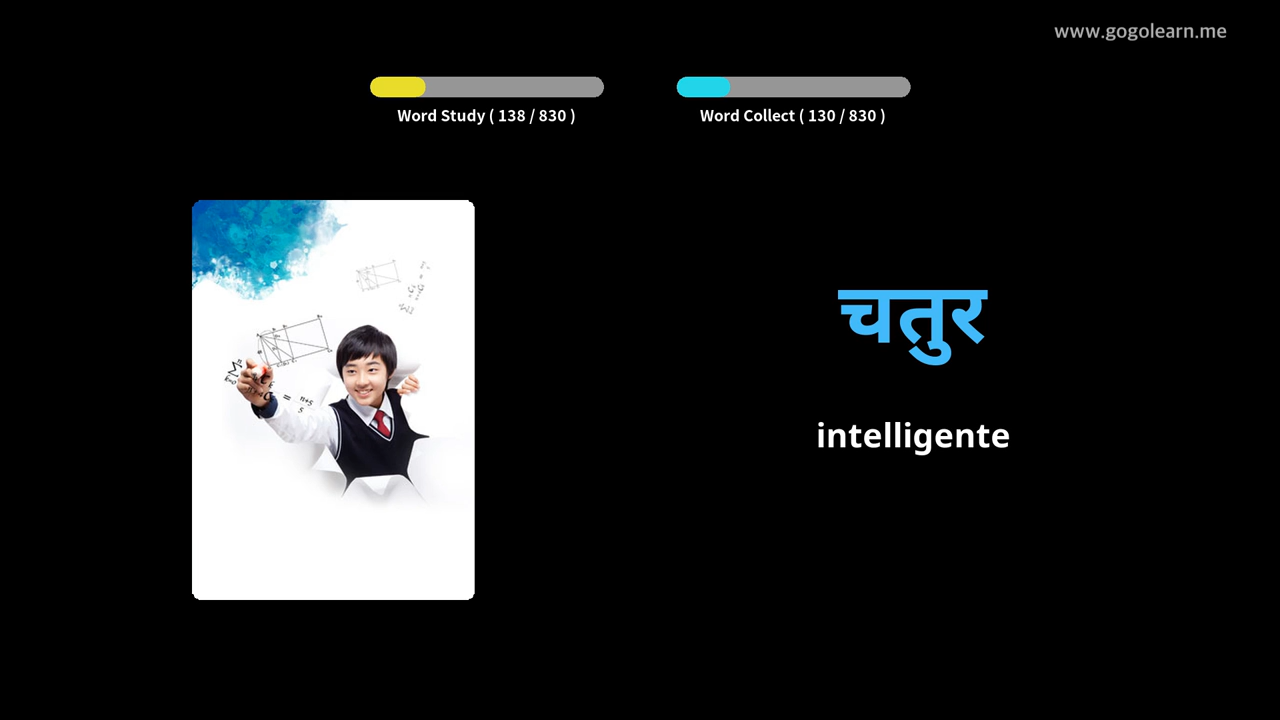 www.gogolearn.me
Word Study ( 138 / 830 )
Word Collect ( 130 / 830 )
चतुर
intelligente